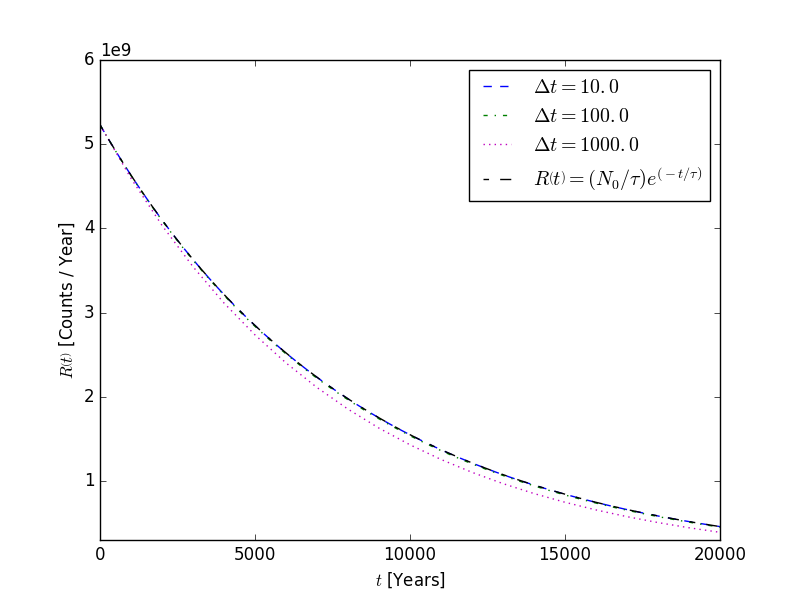 1e9
6
5
4
3
2
1
R(t) [Counts / Year]
Δt = 10.0
Δt = 100.0
Δt = 1000.0
R(t) = (N₀/τ)e^(−t/τ)
0 5000 10000 15000 20000
t [Years]